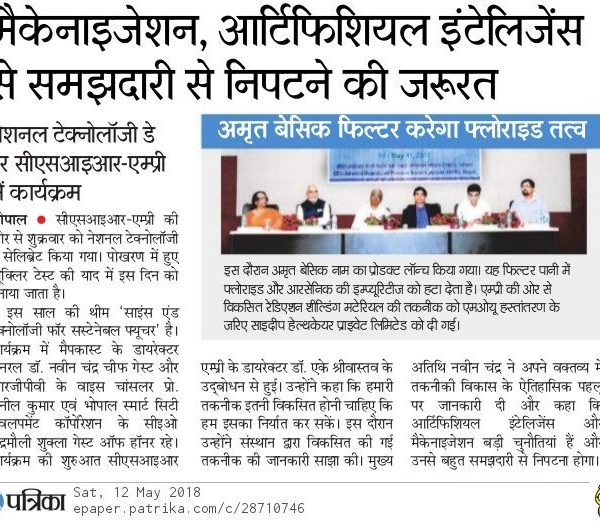 मैकेनाइजेशन, आर्टिफिशियल इंटेलिजेंस
से समझदारी से निपटने की जरूरत
नेशनल टेक्नोलॉजी डे
पर सीएसआइआर-एम्प्री
में कार्यक्रम
भोपाल ● सीएसआइआर-एम्प्री की
ओर से शुक्रवार को नेशनल टेक्नोलॉजी
डे सेलिब्रेट किया गया। पोखरण में हुए
न्यूक्लिर टेस्ट की याद में इस दिन को
मनाया जाता है।
इस साल की थीम 'साइंस एंड
टेक्नोलॉजी फॉर सस्टेनेबल फ्यूचर' है।
कार्यक्रम में मैपकास्ट के डायरेक्टर
जनरल डॉ. नवीन चंद्र चीफ गेस्ट और
आरजीपीवी के वाइस चांसलर प्रो.
सुनील कुमार एवं भोपाल स्मार्ट सिटी
डेवलपमेंट कॉर्पोरेशन के सीइओ
चंद्रमौली शुक्ला गेस्ट ऑफ हॉनर रहे।
कार्यक्रम की शुरुआत सीएसआइआर
अमृत बेसिक फिल्टर करेगा फ्लोराइड तत्व
इस दौरान अमृत बेसिक नाम का प्रोडक्ट लॉन्च किया गया। यह फिल्टर पानी में
फ्लोराइड और आरसेनिक की इम्प्युरिटीज को हटा देता है। एम्प्री की ओर से
विकसित रेडिएशन शील्डिंग मटेरियल की तकनीक को एमओयू हस्तांतरण के
जरिए साइदीप हेल्थकेयर प्राइवेट लिमिटेड को दी गई।
एम्प्री के डायरेक्टर डॉ. एके श्रीवास्तव के
उद्बोधन से हुई। उन्होंने कहा कि हमारी
तकनीक इतनी विकसित होनी चाहिए कि
हम इसका निर्यात कर सकें। इस दौरान
उन्होंने संस्थान द्वारा विकसित की गई
तकनीक की जानकारी साझा की। मुख्य
अतिथि नवीन चंद्र ने अपने वक्तव्य में
तकनीकी विकास के ऐतिहासिक पहलू
पर जानकारी दी और कहा कि
आर्टिफिशियल इंटेलिजेंस और
मैकेनाइजेशन बड़ी चुनौतियां हैं और
उनसे बहुत समझदारी से निपटना होगा।
पत्रिका
Sat, 12 May 2018
epaper.patrika.com/c/28710746